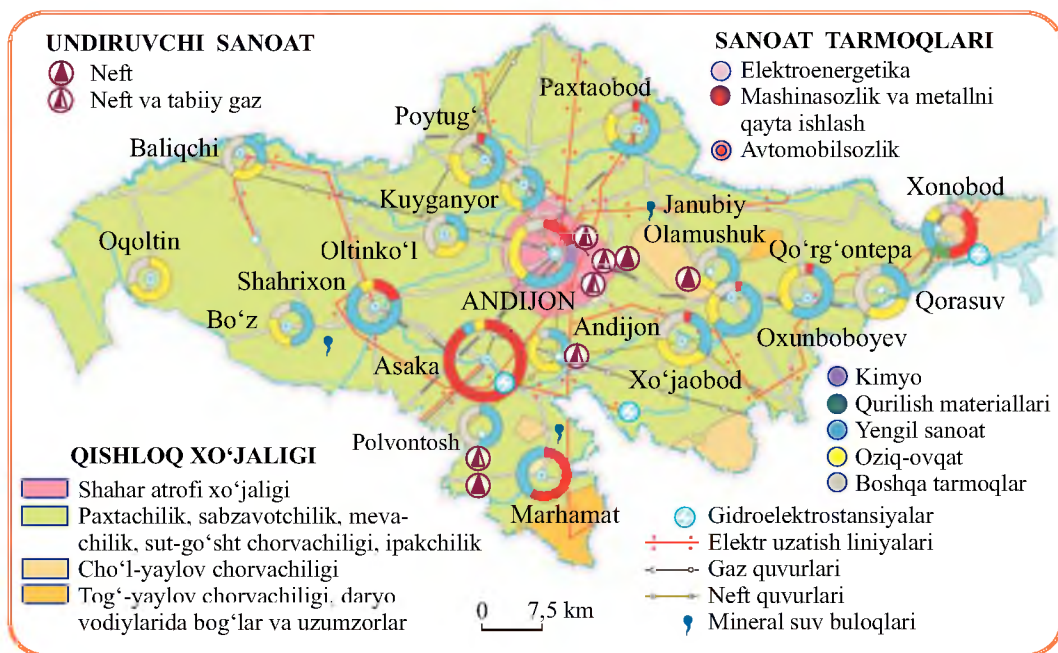 UNDIRUVCHI SANOAT
Neft
Neft va tabiiy gaz
SANOAT TARMOQLARI
Elektroenergetika
Mashinasozlik va metallni
qayta ishlash
Avtomobilsozlik
Paxtaobod
Poytug‘
Baliqchi
Xonobod
Kuyganyor
Janubiy
Olamushuk
Oqoltin
Oltinko‘l
Qo‘rg‘ontepa
Shahrixon
ANDIJON
Qorasuv
Bo‘z
Andijon
Oxunboboyev
Asaka
Xo‘jaobod
Polvontosh
Marhamat
Kimyo
Qurilish materiallari
Yengil sanoat
Oziq-ovqat
Boshqa tarmoqlar
QISHLOQ XO‘JALIGI
Shahar atrofi xo‘jaligi
Paxtachilik, sabzavotchilik, meva-
chilik, sut-go‘sht chorvachiligi, ipakchilik
Cho‘l-yaylov chorvachiligi
Tog‘-yaylov chorvachiligi, daryo
vodiylarida bog‘lar va uzumzorlar
0 7,5 km
Gidroelektrostansiyalar
Elektr uzatish liniyalari
Gaz quvurlari
Neft quvurlari
Mineral suv buloqlari